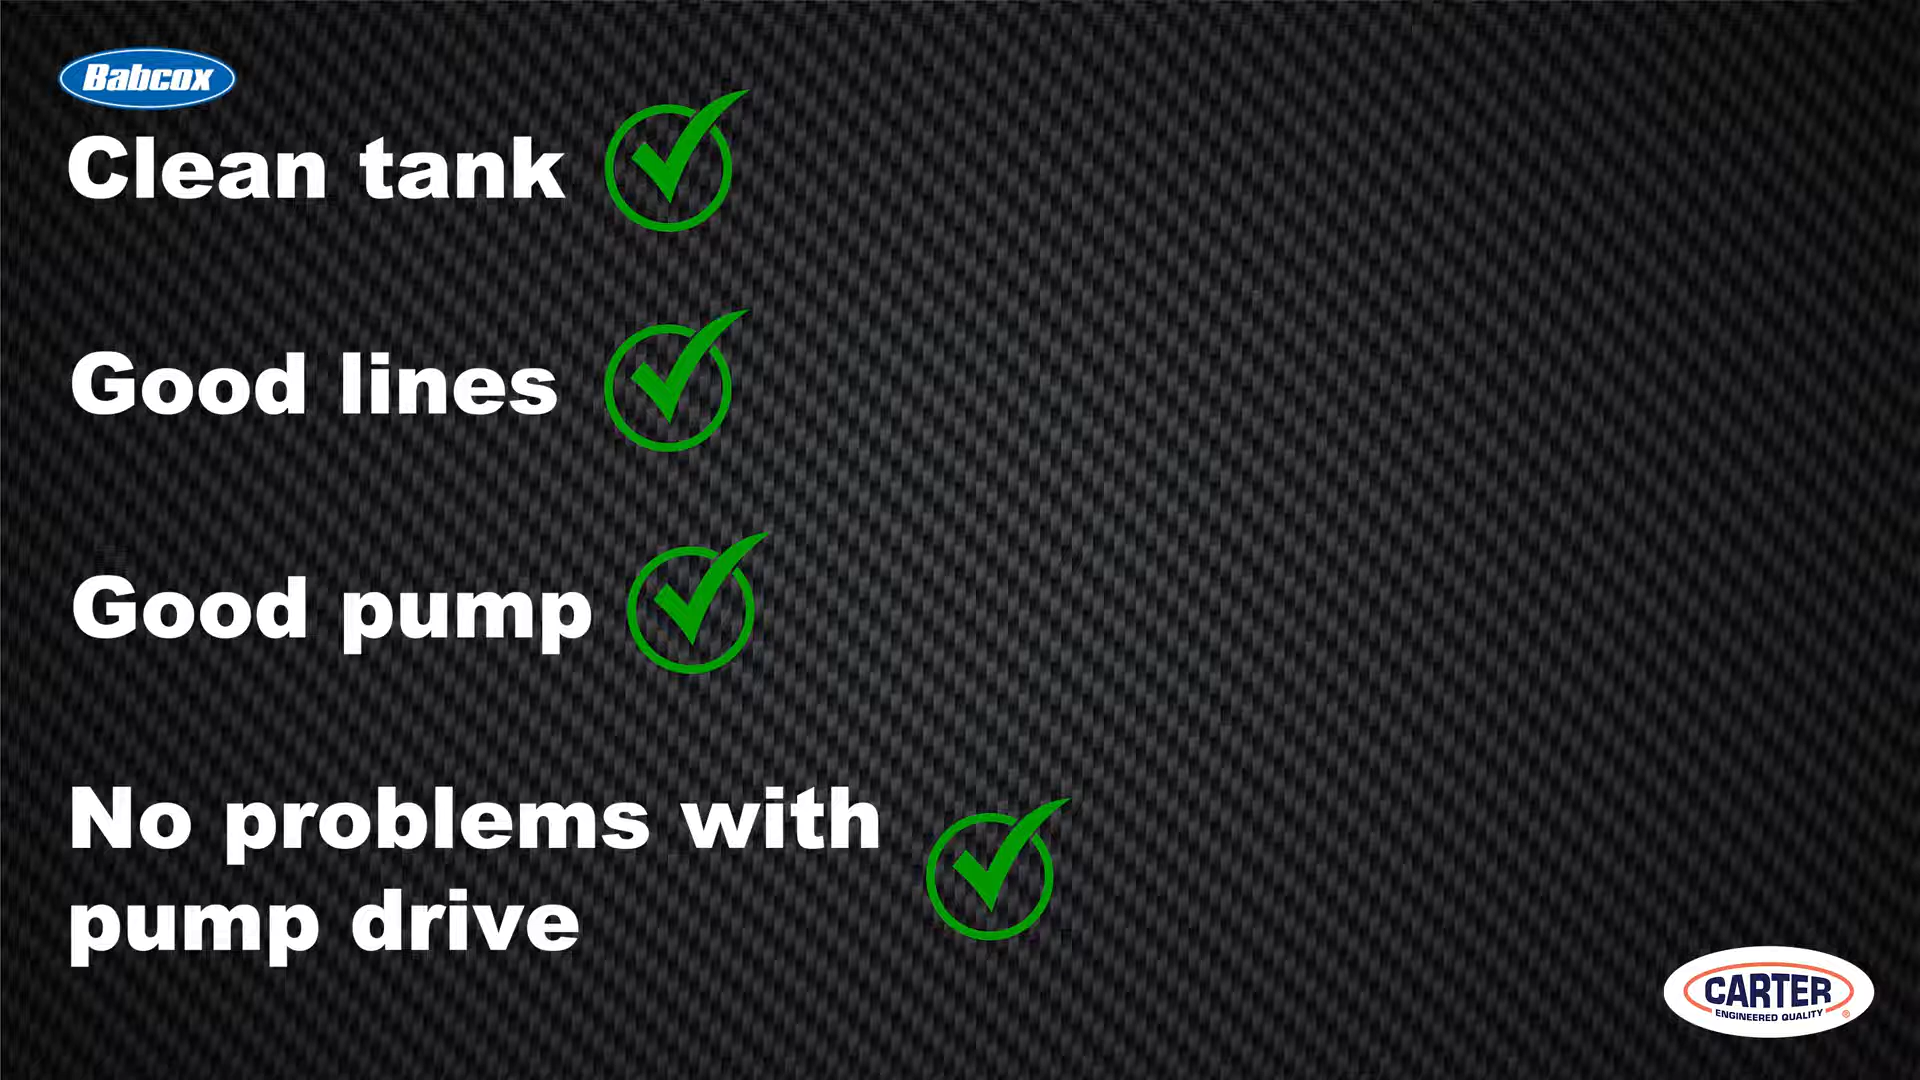 Babcox
Clean tank
Good lines
Good pump
No problems with
pump drive
CARTER
ENGINEERED QUALITY
®